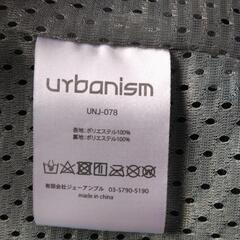 urbanism
UNJ-078
表地:ポリエステル100%
裏地:ポリエステル100%
有限会社ジェーアンブル
03-5790-5190
made in china